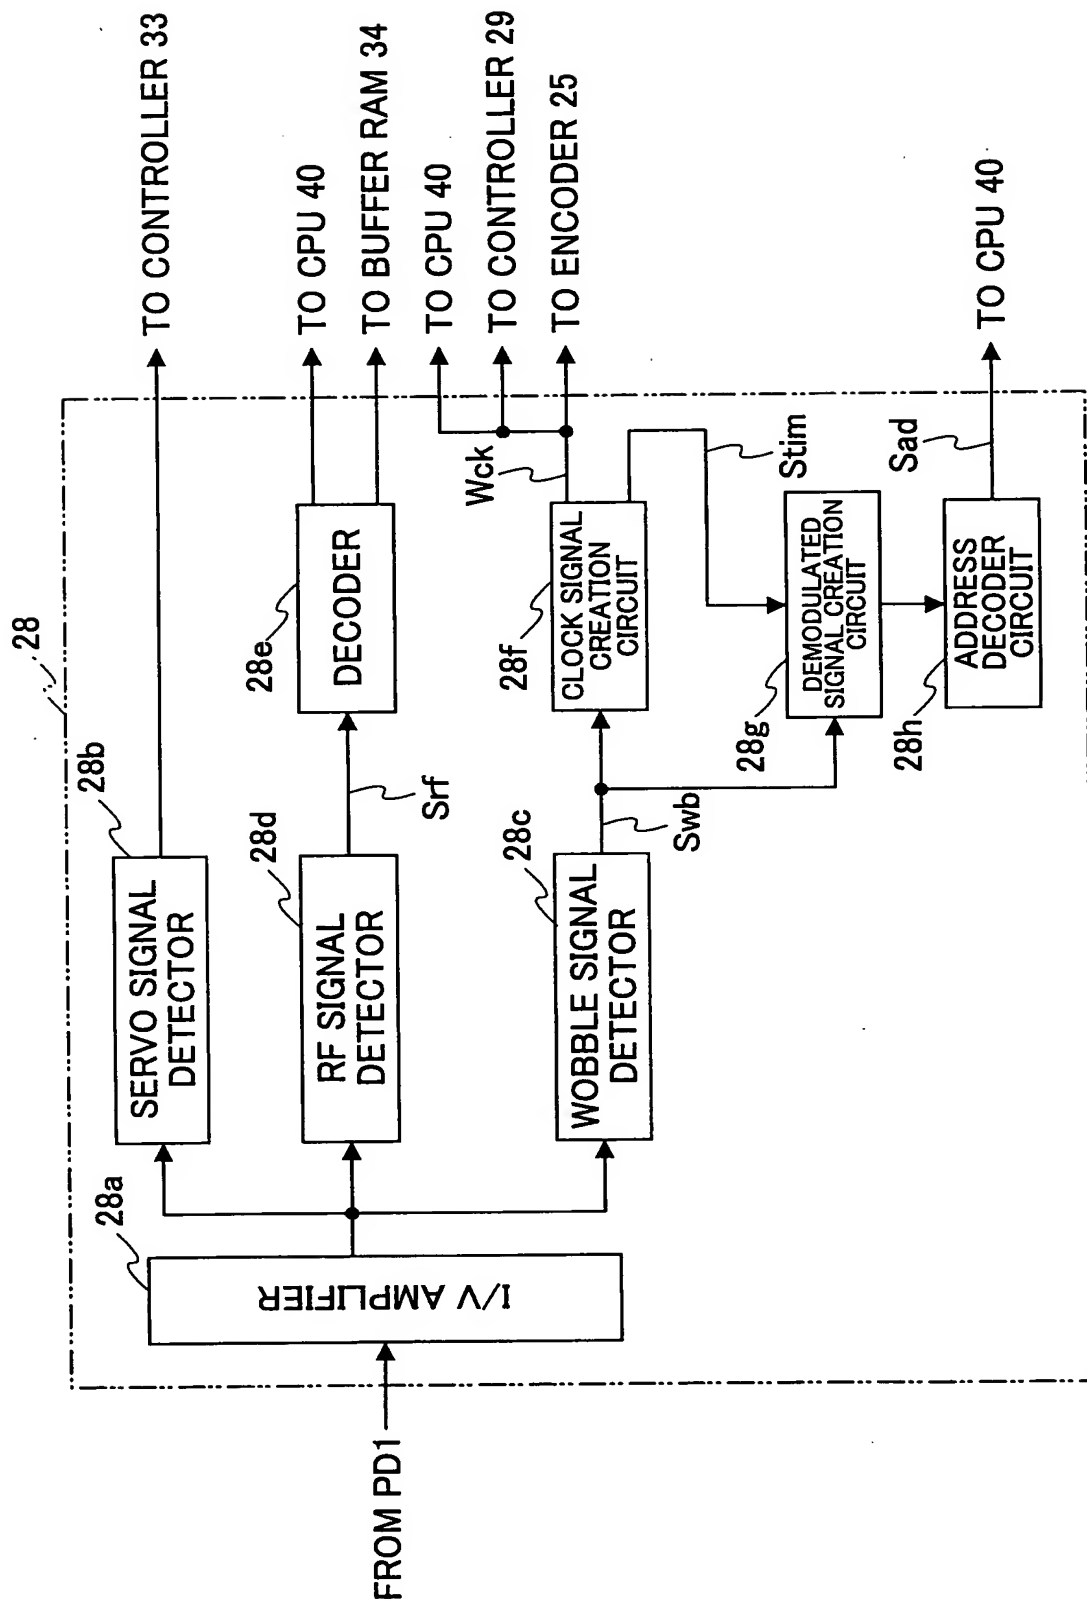 28
28a
I/V AMPLIFIER
FROM PD1
28b
SERVO SIGNAL
DETECTOR
TO CONTROLLER 33
28d
RF SIGNAL
DETECTOR
Srf
28e
DECODER
TO CPU 40
TO BUFFER RAM 34
28c
WOBBLE SIGNAL
DETECTOR
Swb
28f
CLOCK SIGNAL
CREATION
CIRCUIT
Wck
TO CPU 40
TO CONTROLLER 29
TO ENCODER 25
Stim
28g
DEMODULATED
SIGNAL CREATION
CIRCUIT
28h
ADDRESS
DECODER
CIRCUIT
Sad
TO CPU 40